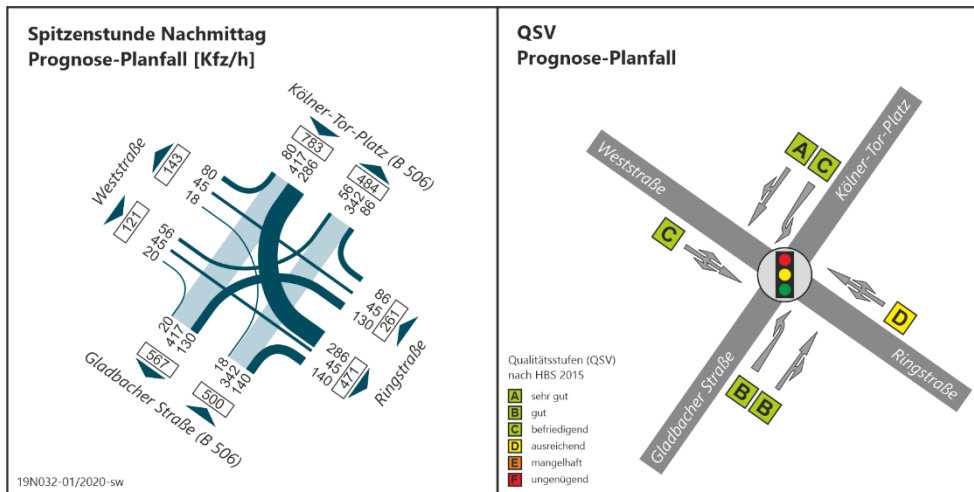 Spitzenstunde Nachmittag
Prognose-Planfall [Kfz/h]
Kölner-Tor-Platz (B 506)
783
80
417
286
484
56
342
86
Weststraße
143
80
45
18
121
56
45
20
86
45
130
261
Ringstraße
286
45
140
471
20
417
130
567
Gladbacher Straße (B 506)
18
342
140
500
19N032-01/2020-sw
QSV
Prognose-Planfall
Weststraße
Kölner-Tor-Platz
A C
C
D
B B
Gladbacher Straße
Ringstraße
Qualitätsstufen (QSV)
nach HBS 2015
A sehr gut
B gut
C befriedigend
D ausreichend
E mangelhaft
F ungenügend